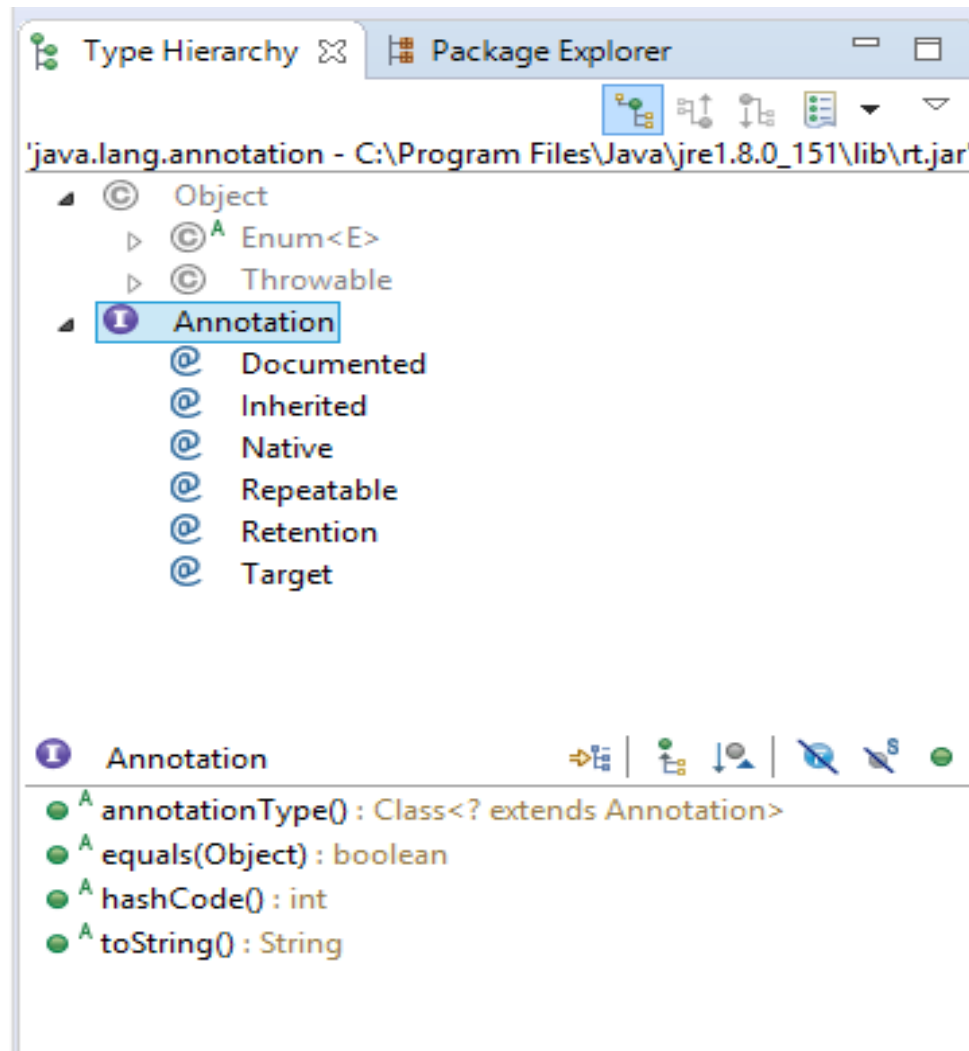 Type Hierarchy Package Explorer
'java.lang.annotation - C:\Program Files\Java\jre1.8.0_151\lib\rt.jar'
C Object
C A Enum<E>
C Throwable
I Annotation
@ Documented
@ Inherited
@ Native
@ Repeatable
@ Retention
@ Target
I Annotation S
A annotationType() : Class<? extends Annotation>
A equals(Object) : boolean
A hashCode() : int
A toString() : String